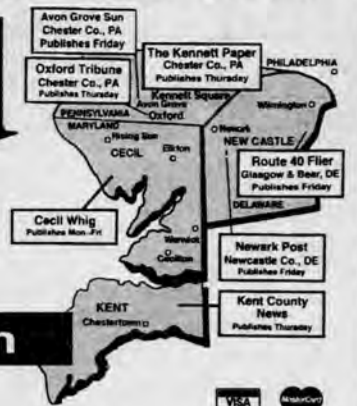 Avon Grove Sun
Chester Co., PA
Publishes Friday
The Kennett Paper
Chester Co., PA
Publishes Thursday
Oxford Tribune
Chester Co., PA
Publishes Thursday
PHILADELPHIA
Kennett Square
Avon Grove
Oxford
Wilmington
PENNSYLVANIA
MARYLAND
Newark
Rising Sun
NEW CASTLE
CECIL
Elkton
Route 40 Flier
Glasgow & Bear, DE
Publishes Friday
DELAWARE
Cecil Whig
Publishes Mon.-Fri
Warwick
Cecilton
Newark Post
Newcastle Co., DE
Publishes Friday
KENT
Chestertown
Kent County
News
Publishes Thursday
n
VISA
MasterCard